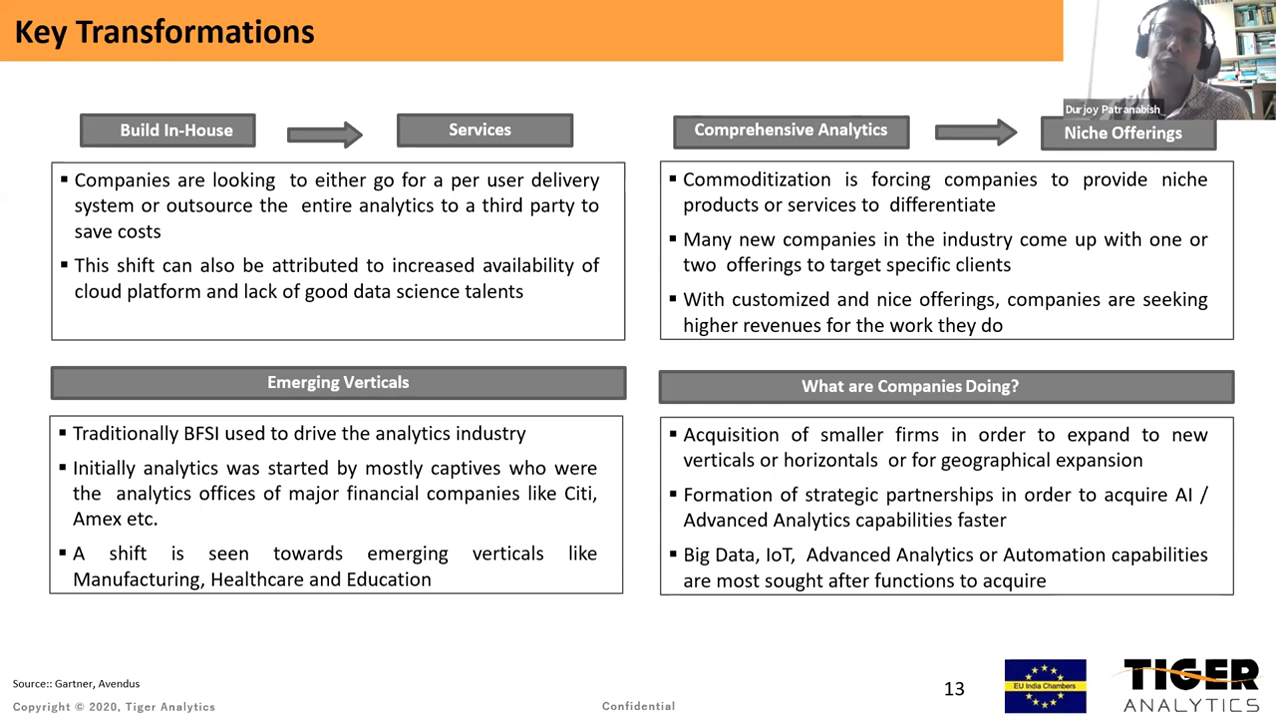 Key Transformations
Durjoy Patranabish
Build In-House
Services
Companies are looking to either go for a per user delivery
system or outsource the entire analytics to a third party to
save costs
This shift can also be attributed to increased availability of
cloud platform and lack of good data science talents
Comprehensive Analytics
Niche Offerings
Commoditization is forcing companies to provide niche
products or services to differentiate
Many new companies in the industry come up with one or
two offerings to target specific clients
With customized and nice offerings, companies are seeking
higher revenues for the work they do
Emerging Verticals
Traditionally BFSI used to drive the analytics industry
Initially analytics was started by mostly captives who were
the analytics offices of major financial companies like Citi,
Amex etc.
A shift is seen towards emerging verticals like
Manufacturing, Healthcare and Education
What are Companies Doing?
Acquisition of smaller firms in order to expand to new
verticals or horizontals or for geographical expansion
Formation of strategic partnerships in order to acquire AI /
Advanced Analytics capabilities faster
Big Data, IoT, Advanced Analytics or Automation capabilities
are most sought after functions to acquire
Source:: Gartner, Avendus
Copyright © 2020, Tiger Analytics
Confidential
13
EU India Chambers
TIGER
ANALYTICS